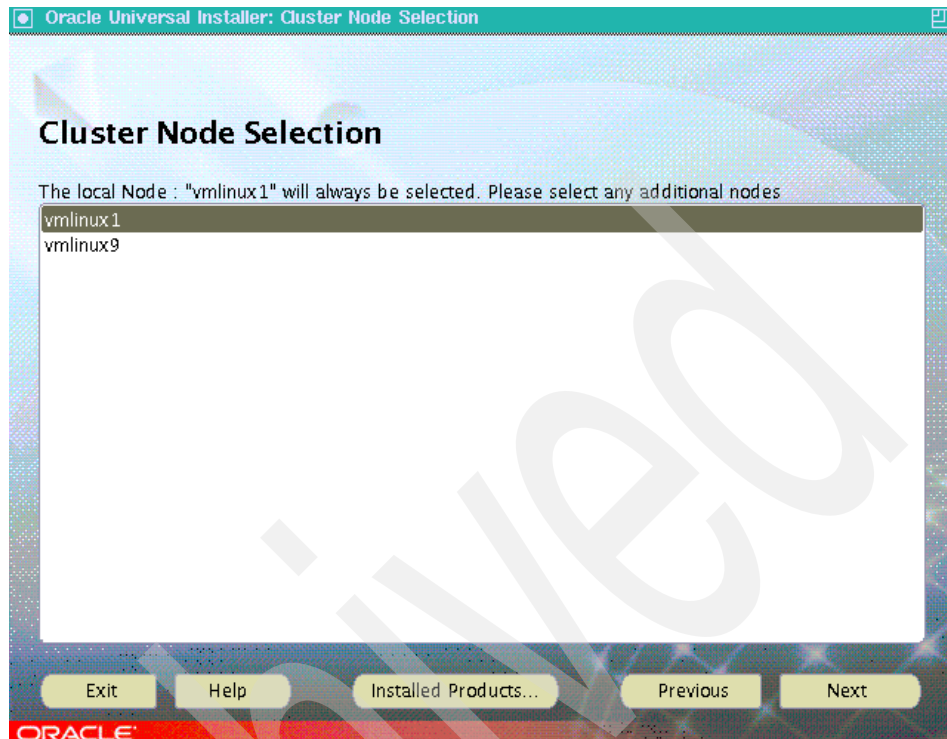 Oracle Universal Installer: Cluster Node Selection
Cluster Node Selection
The local Node : "vmlinux1" will always be selected. Please select any additional nodes
vmlinux1
vmlinux9
Exit Help Installed Products... Previous Next
ORACLE